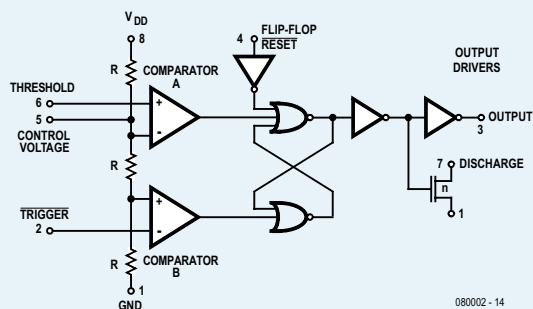 V DD
8
4
FLIP-FLOP
RESET
OUTPUT
DRIVERS
R
COMPARATOR
A
THRESHOLD
6
+
5
CONTROL
VOLTAGE
-
OUTPUT
3
R
7 DISCHARGE
n
1
TRIGGER
2
+
-
R
COMPARATOR
B
1
GND
080002 - 14